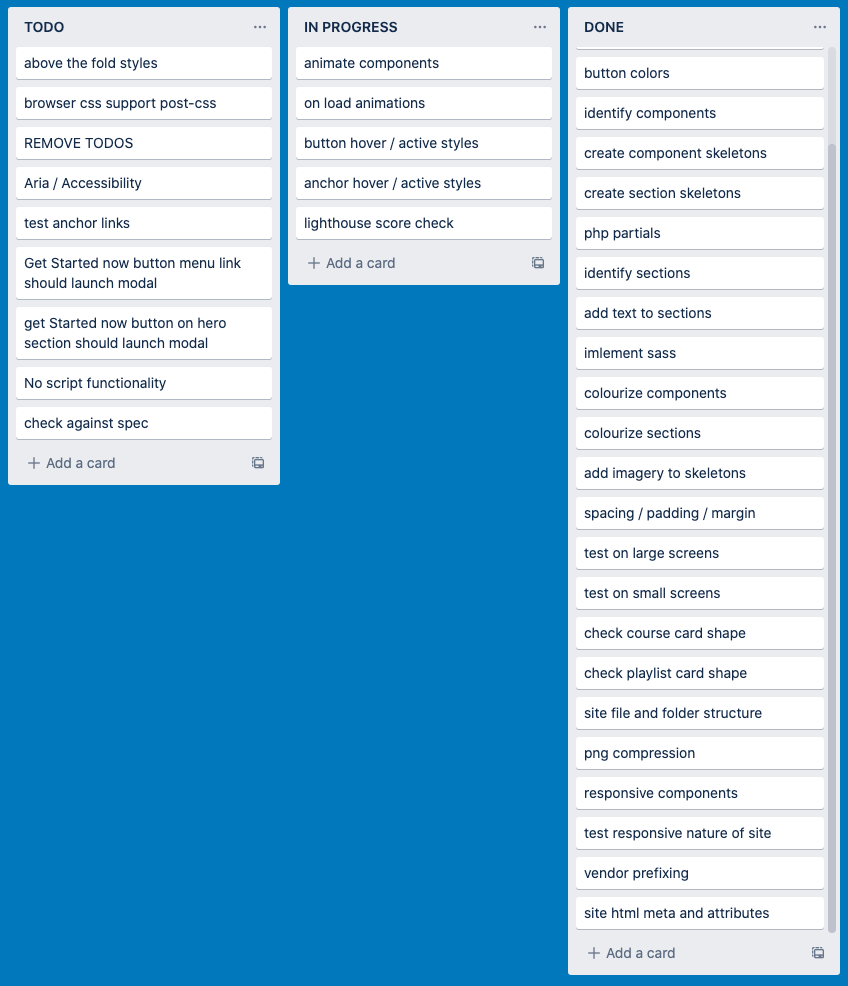 TODO
above the fold styles
browser css support post-css
REMOVE TODOS
Aria / Accessibility
test anchor links
Get Started now button menu link
should launch modal
get Started now button on hero
section should launch modal
No script functionality
check against spec
Add a card
IN PROGRESS
animate components
on load animations
button hover / active styles
anchor hover / active styles
lighthouse score check
Add a card
DONE
button colors
identify components
create component skeletons
create section skeletons
php partials
identify sections
add text to sections
imlement sass
colourize components
colourize sections
add imagery to skeletons
spacing / padding / margin
test on large screens
test on small screens
check course card shape
check playlist card shape
site file and folder structure
png compression
responsive components
test responsive nature of site
vendor prefixing
site html meta and attributes
Add a card